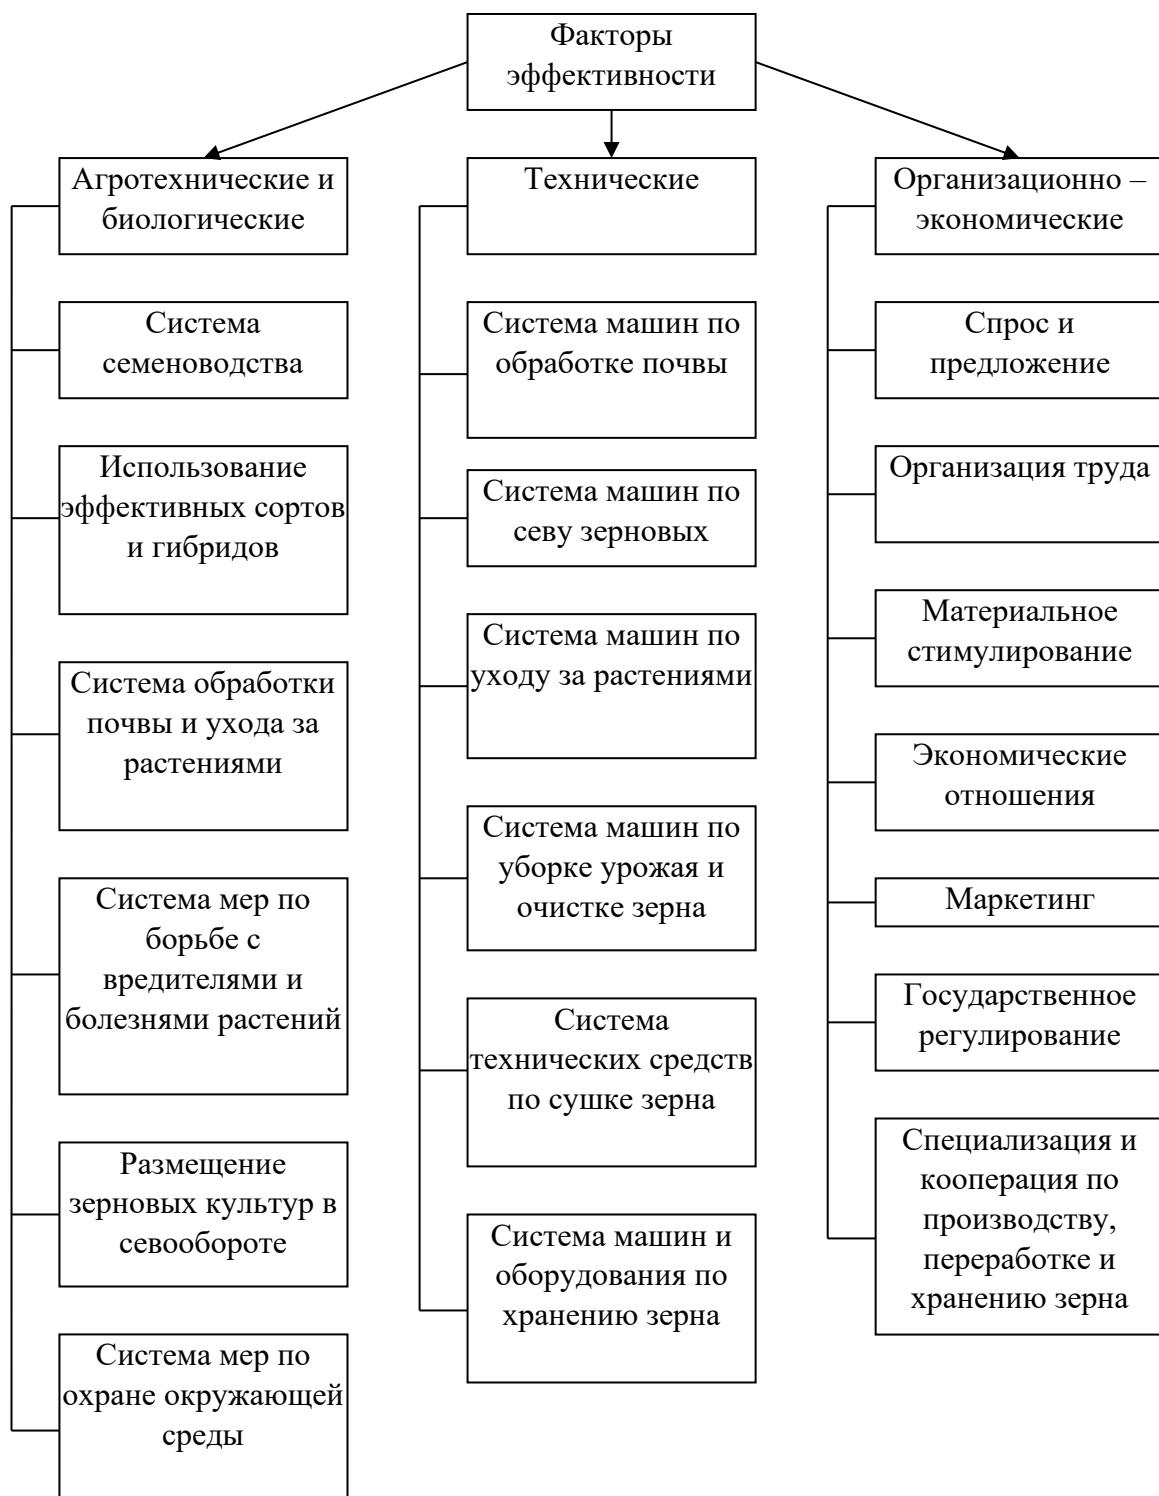 Факторы
эффективности
Агротехнические и
биологические
Система
семеноводства
Использование
эффективных сортов
и гибридов
Система обработки
почвы и ухода за
растениями
Система мер по
борьбе с
вредителями и
болезнями растений
Размещение
зерновых культур в
севообороте
Система мер по
охране окружающей
среды
Технические
Система машин по
обработке почвы
Система машин по
севу зерновых
Система машин по
уходу за растениями
Система машин по
уборке урожая и
очистке зерна
Система
технических средств
по сушке зерна
Система машин и
оборудования по
хранению зерна
Организационно –
экономические
Спрос и
предложение
Организация труда
Материальное
стимулирование
Экономические
отношения
Маркетинг
Государственное
регулирование
Специализация и
кооперация по
производству,
переработке и
хранению зерна